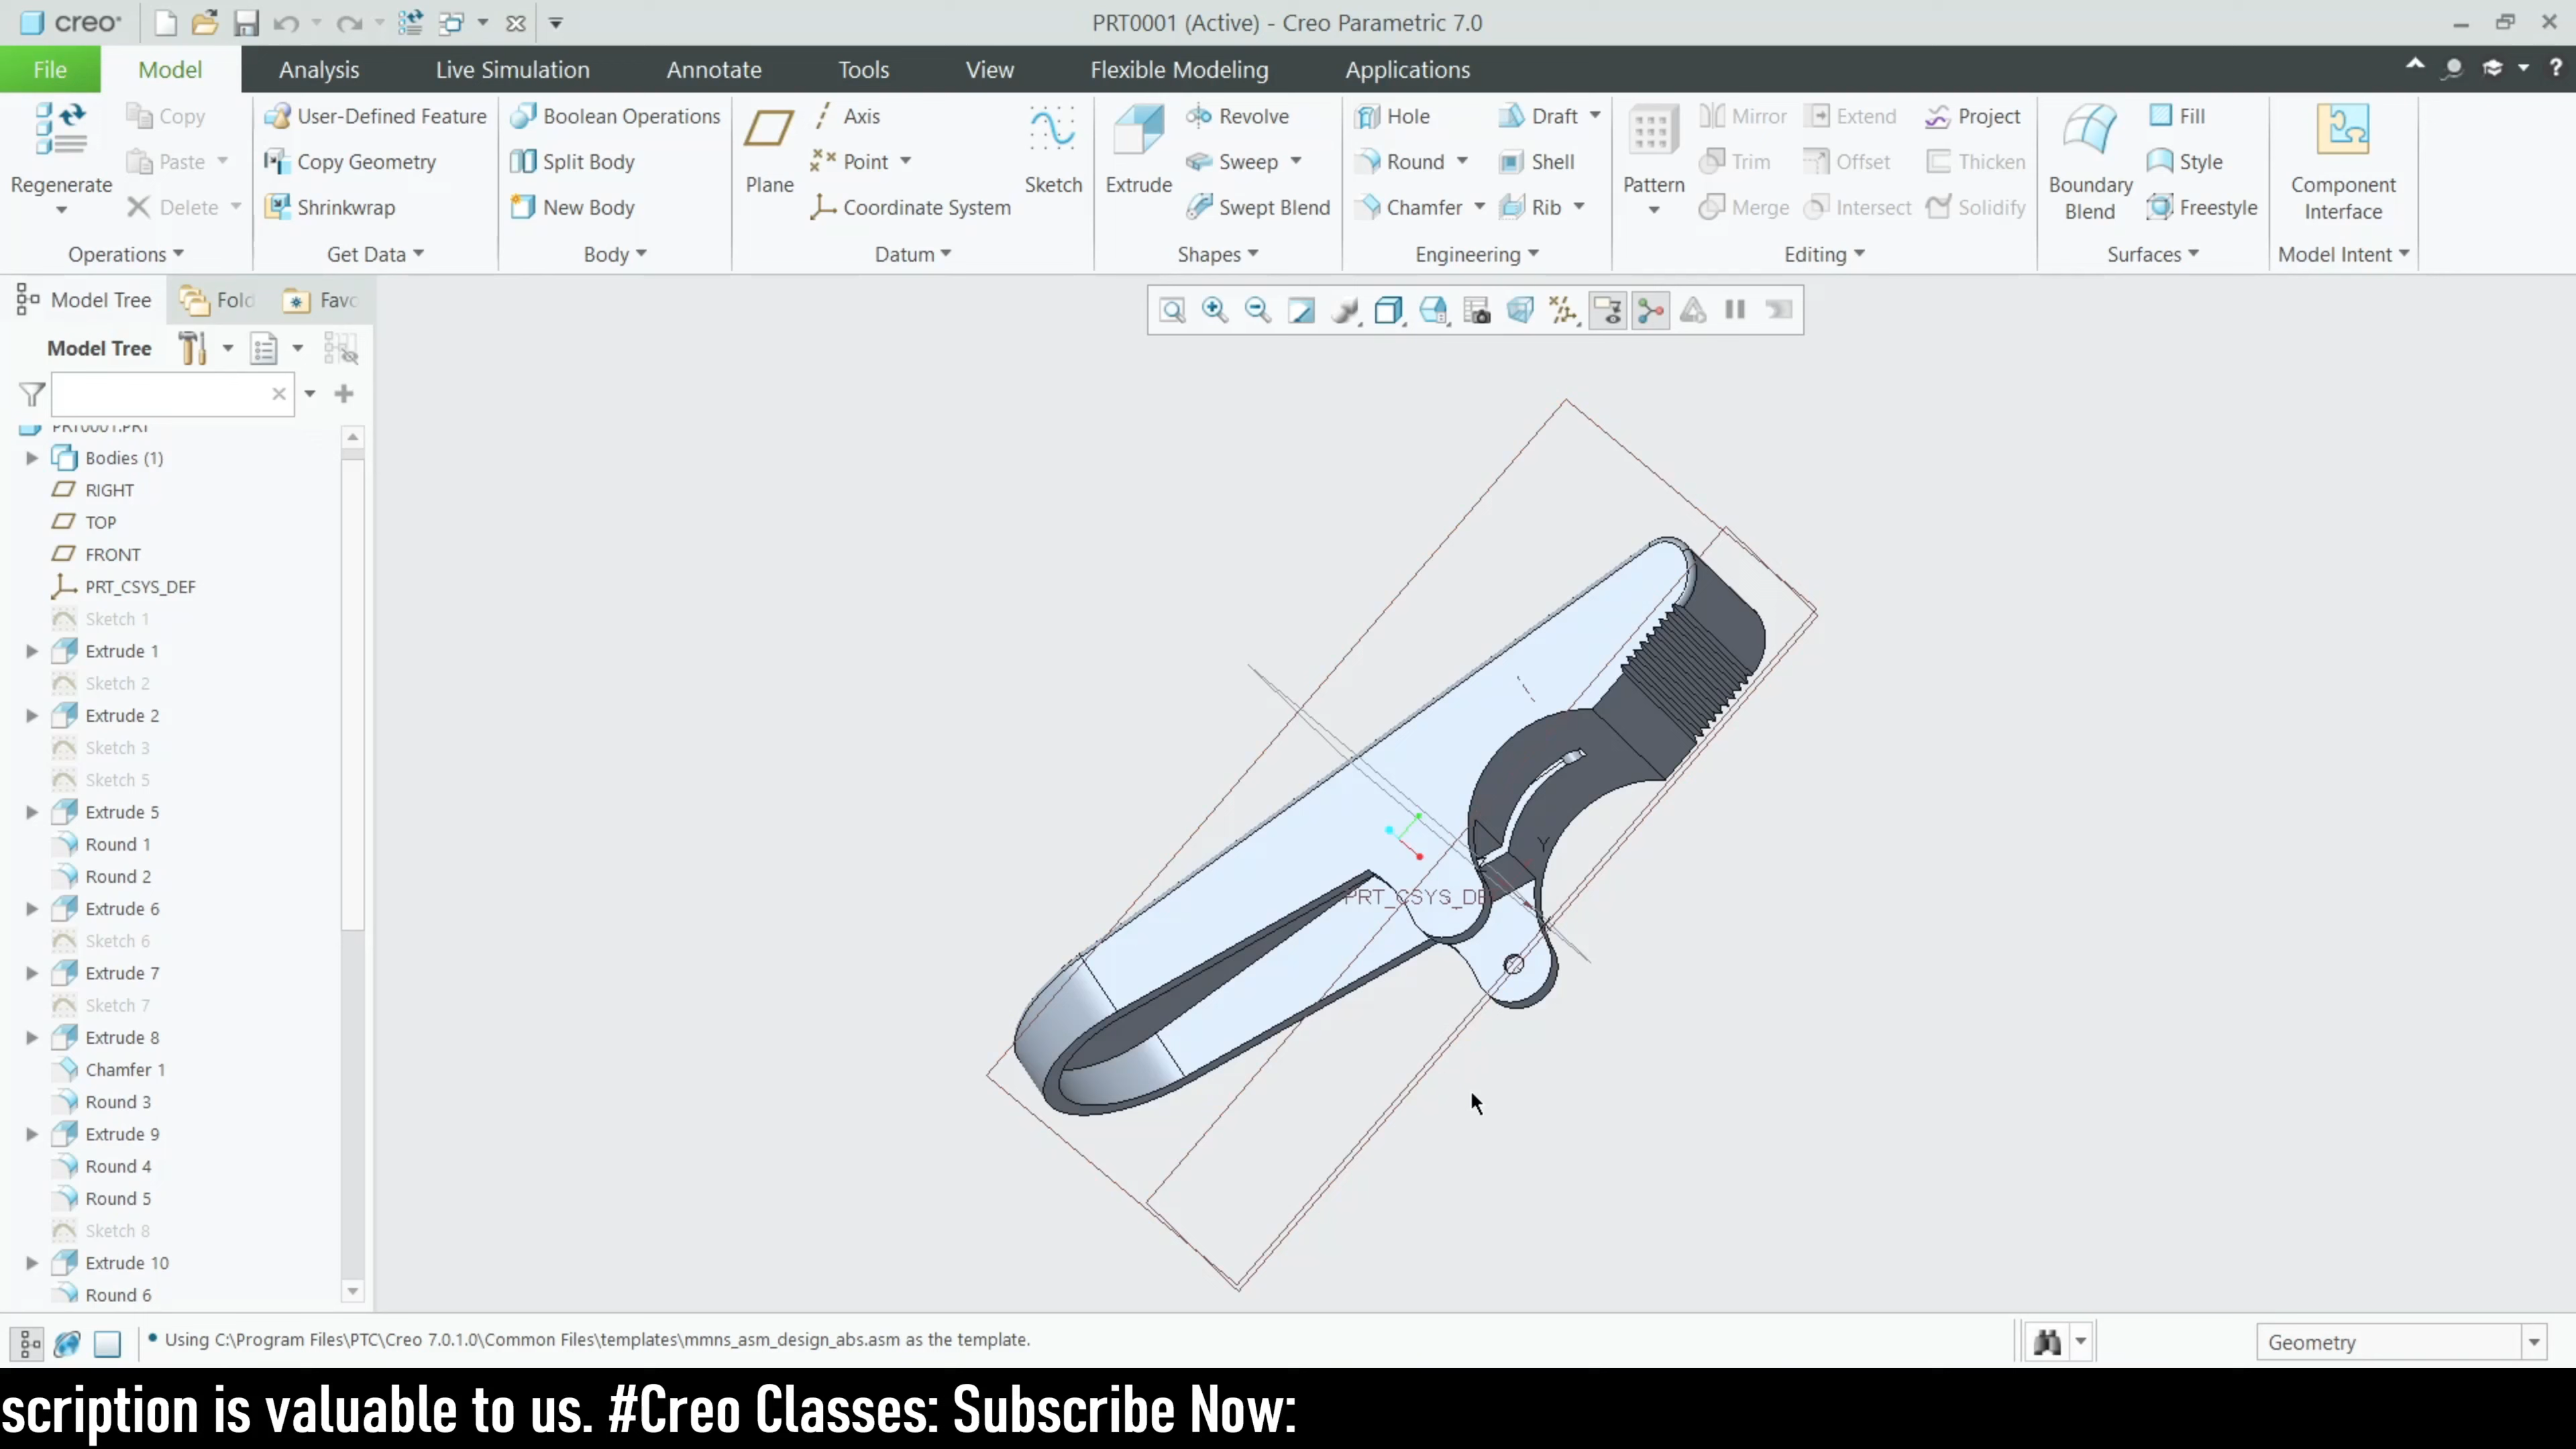 creo
PRT0001 (Active) - Creo Parametric 7.0
File Model Analysis Live Simulation Annotate Tools View Flexible Modeling Applications
Regenerate
Copy
Paste
Delete
Operations
User-Defined Feature
Copy Geometry
Shrinkwrap
Get Data
Boolean Operations
Split Body
New Body
Body
Plane
Axis
Point
Coordinate System
Sketch
Datum
Extrude
Revolve
Sweep
Swept Blend
Shapes
Hole
Round
Chamfer
Draft
Shell
Rib
Engineering
Pattern
Mirror
Trim
Merge
Extend
Offset
Intersect
Project
Thicken
Solidify
Editing
Boundary
Blend
Fill
Style
Freestyle
Surfaces
Component
Interface
Model Intent
Model Tree Fold Favc
Model Tree
PRT0001.PRT
Bodies (1)
RIGHT
TOP
FRONT
PRT_CSYS_DEF
Sketch 1
Extrude 1
Sketch 2
Extrude 2
Sketch 3
Sketch 5
Extrude 5
Round 1
Round 2
Extrude 6
Sketch 6
Extrude 7
Sketch 7
Extrude 8
Chamfer 1
Round 3
Extrude 9
Round 4
Round 5
Sketch 8
Extrude 10
Round 6
Y
PRT_CSYS_DE
Using C:\Program Files\PTC\Creo 7.0.1.0\Common Files\templates\mmns_asm_design_abs.asm as the template.
Geometry
scription is valuable to us. #Creo Classes: Subscribe Now: